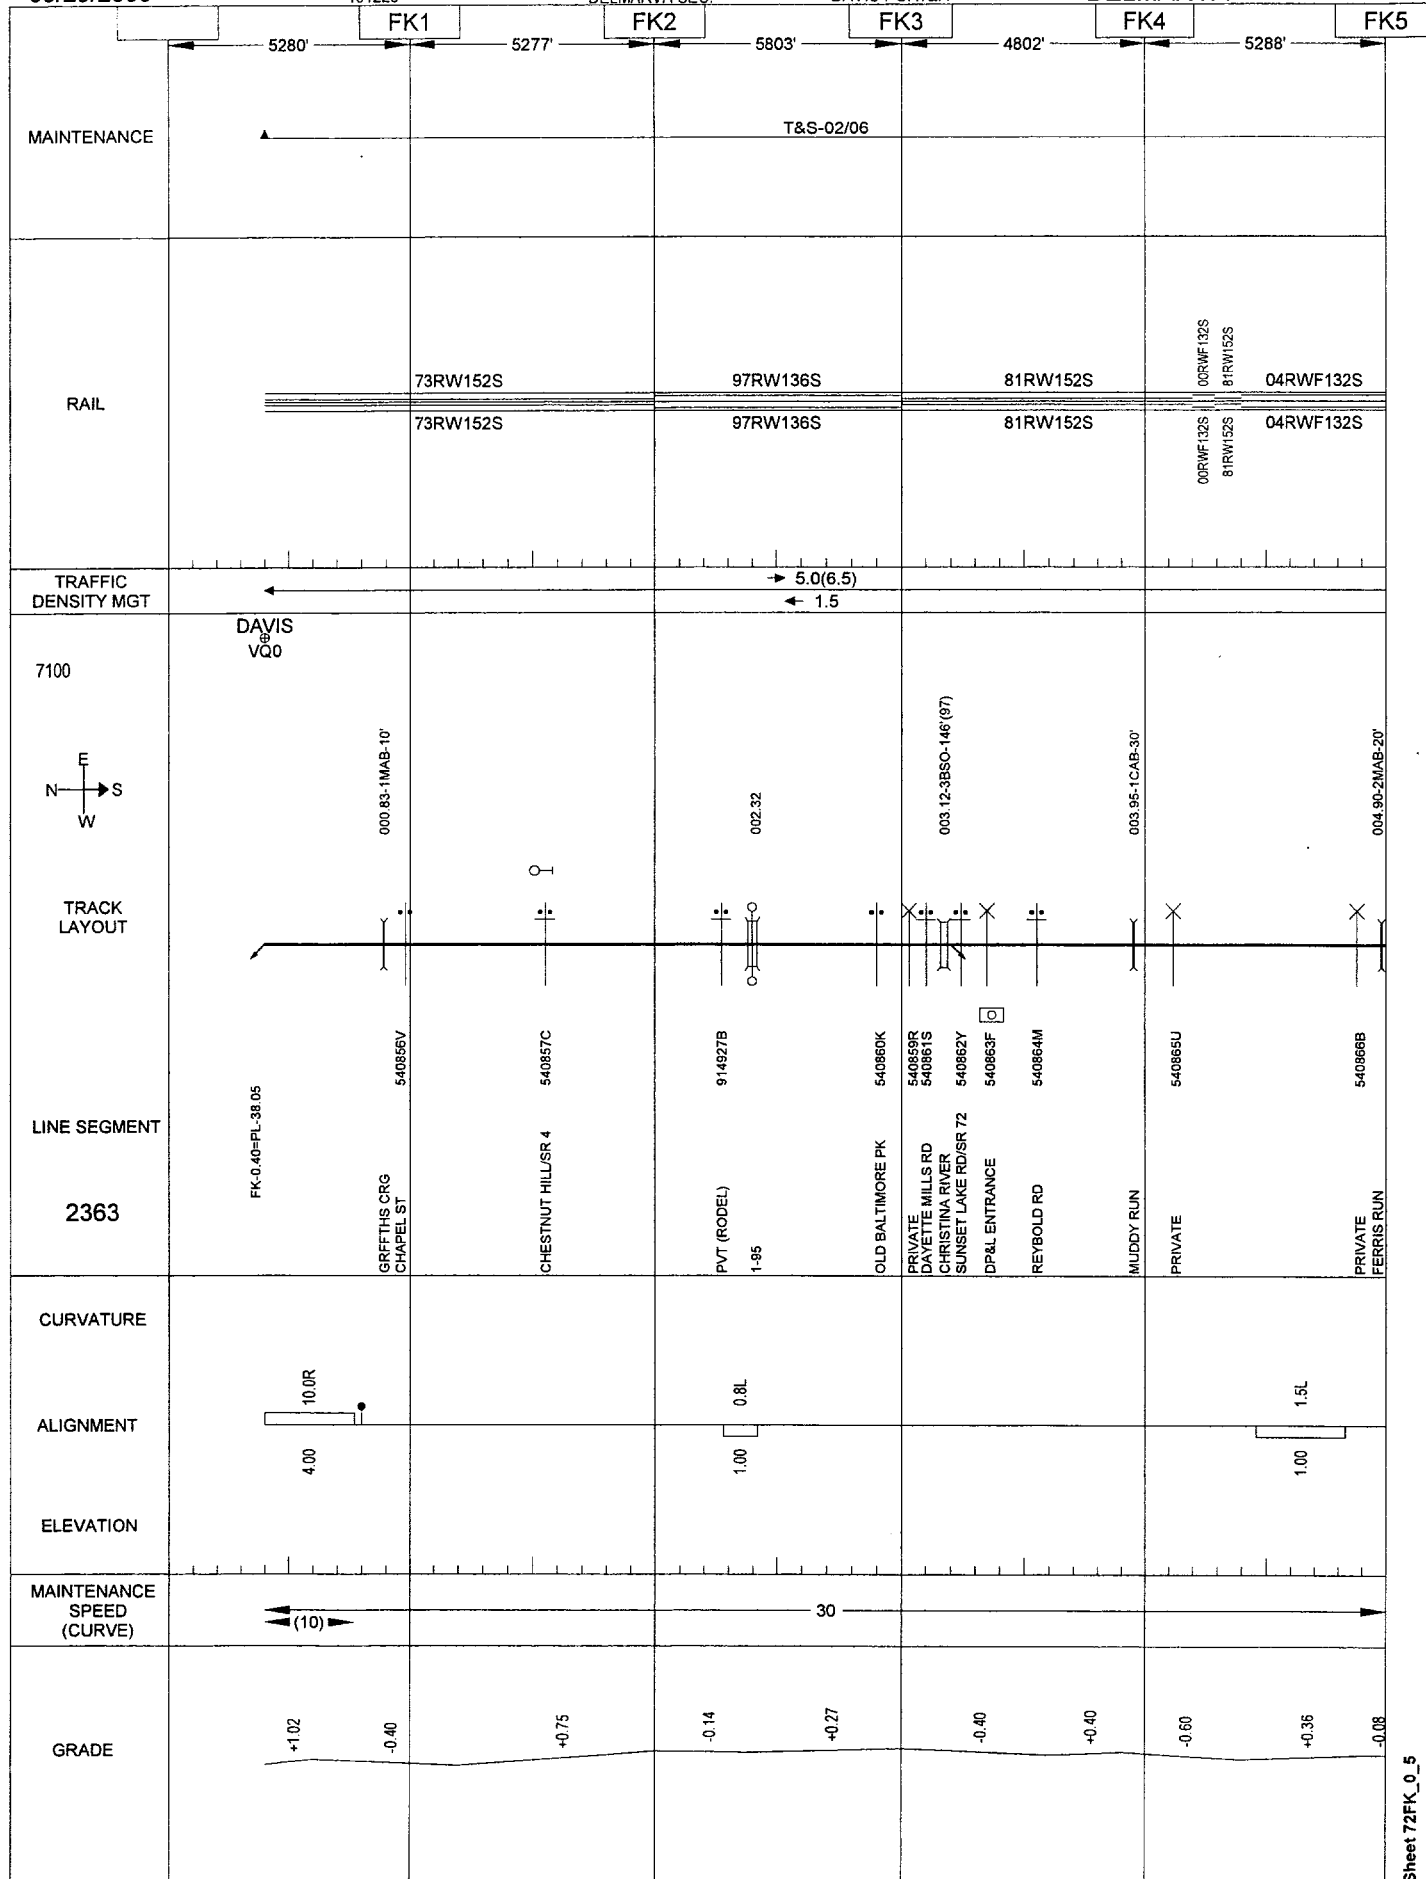 FK1 FK2 FK3 FK4 FK5
5280' 5277' 5803' 4802' 5288'
MAINTENANCE
T&S-02/06
RAIL
73RW152S 97RW136S 81RW152S 00RWF132S 81RW152S 04RWF132S
73RW152S 97RW136S 81RW152S 00RWF132S 81RW152S 04RWF132S
TRAFFIC
DENSITY MGT
5.0(6.5)
1.5
DAVIS
VQ0
7100
E
N S
W
000.83-1MAB-10'
002.32
003.12-3BSO-146'(97)
003.95-1CAB-30'
004.90-2MAB-20'
TRACK
LAYOUT
540856V
540857C
914927B
540860K
540859R
540861S
540862Y
540863F
540864M
540865U
540866B
LINE SEGMENT
2363
FK-0.40=PL-38.05
GRFFTHS CRG
CHAPEL ST
CHESTNUT HILL/SR 4
PVT (RODEL)
1-95
OLD BALTIMORE PK
PRIVATE
DAYETTE MILLS RD
CHRISTINA RIVER
SUNSET LAKE RD/SR 72
DP&L ENTRANCE
REYBOLD RD
MUDDY RUN
PRIVATE
PRIVATE
FERRIS RUN
CURVATURE
10.0R 0.8L 1.5L
ALIGNMENT
4.00 1.00 1.00
ELEVATION
MAINTENANCE
SPEED
(CURVE)
30
(10)
GRADE
+1.02 -0.40 +0.75 -0.14 +0.27 -0.40 +0.40 -0.60 +0.36 -0.08
Sheet 72FK_0_5